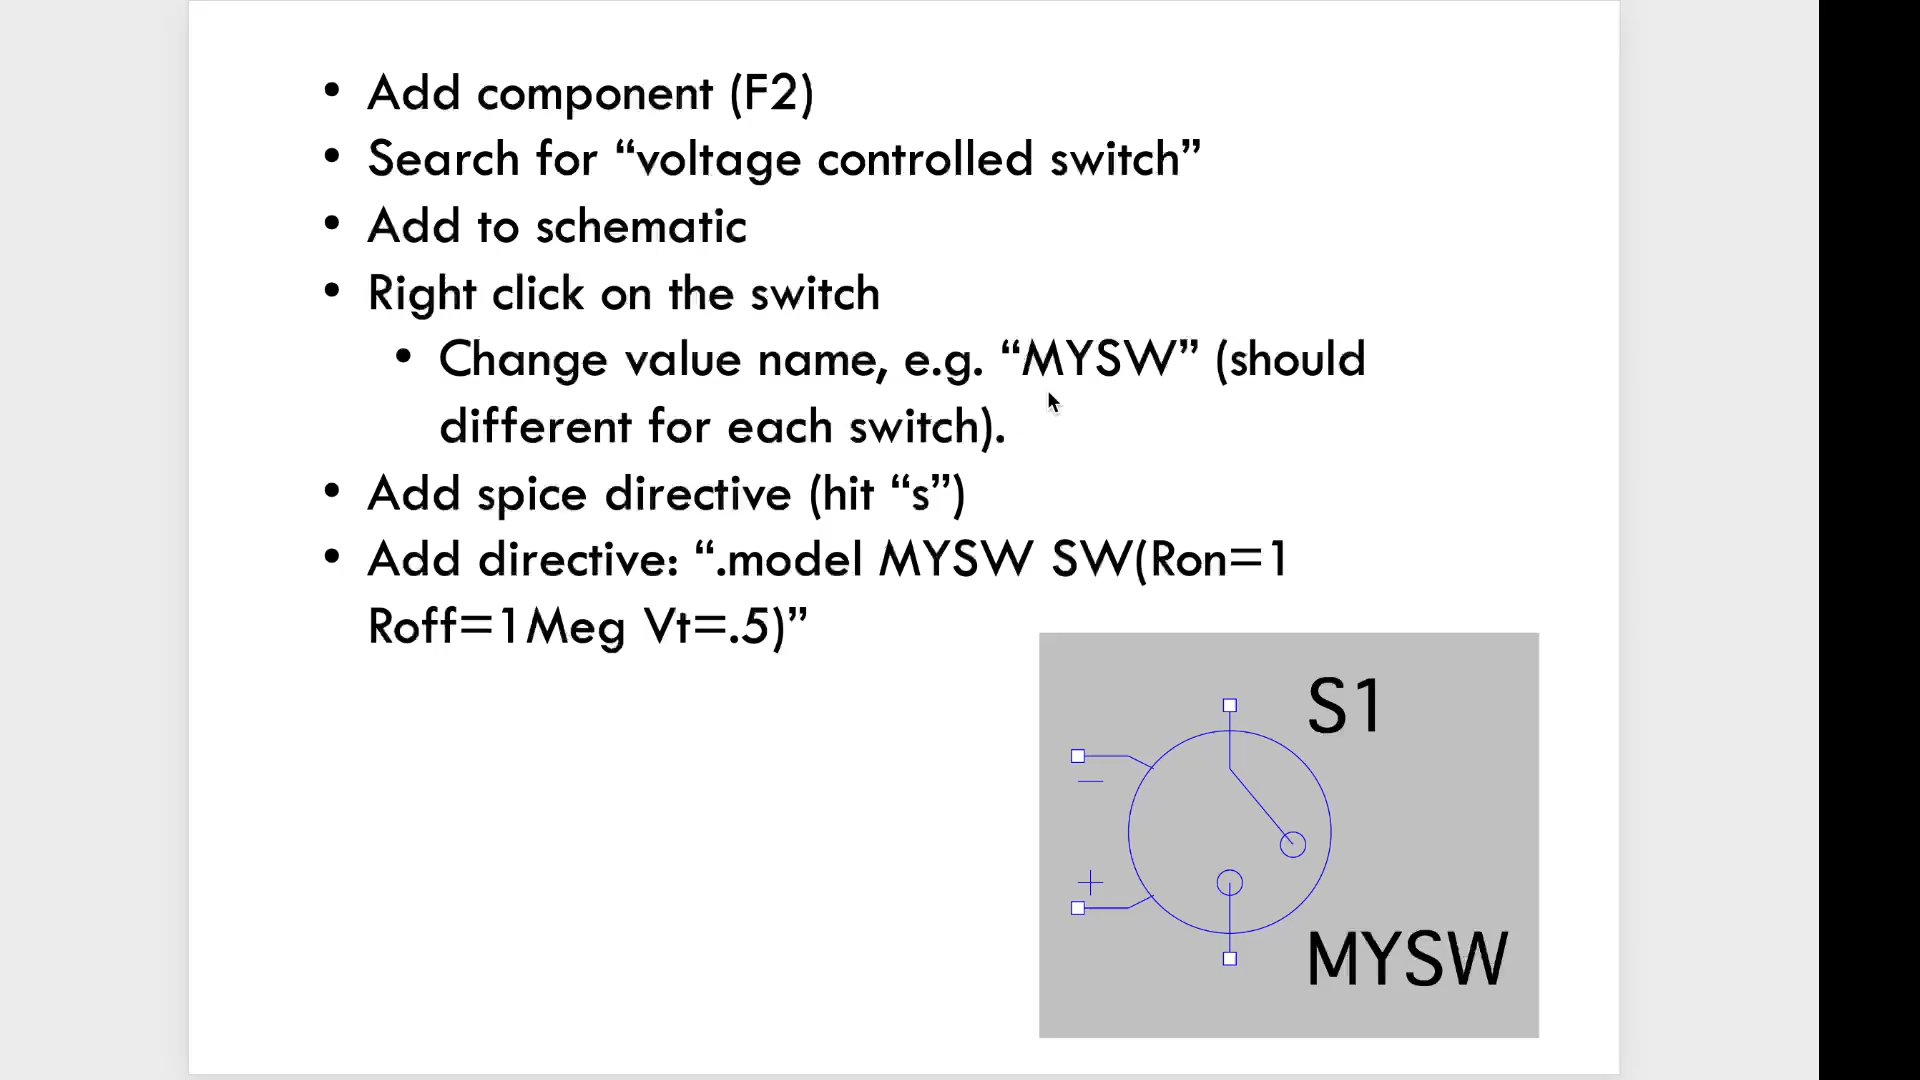 • Add component (F2)
• Search for “voltage controlled switch”
• Add to schematic
• Right click on the switch
• Change value name, e.g. “MYSW” (should
different for each switch).
• Add spice directive (hit “s”)
• Add directive: “.model MYSW SW(Ron=1
Roff=1Meg Vt=.5)”
S1
−
+
MYSW